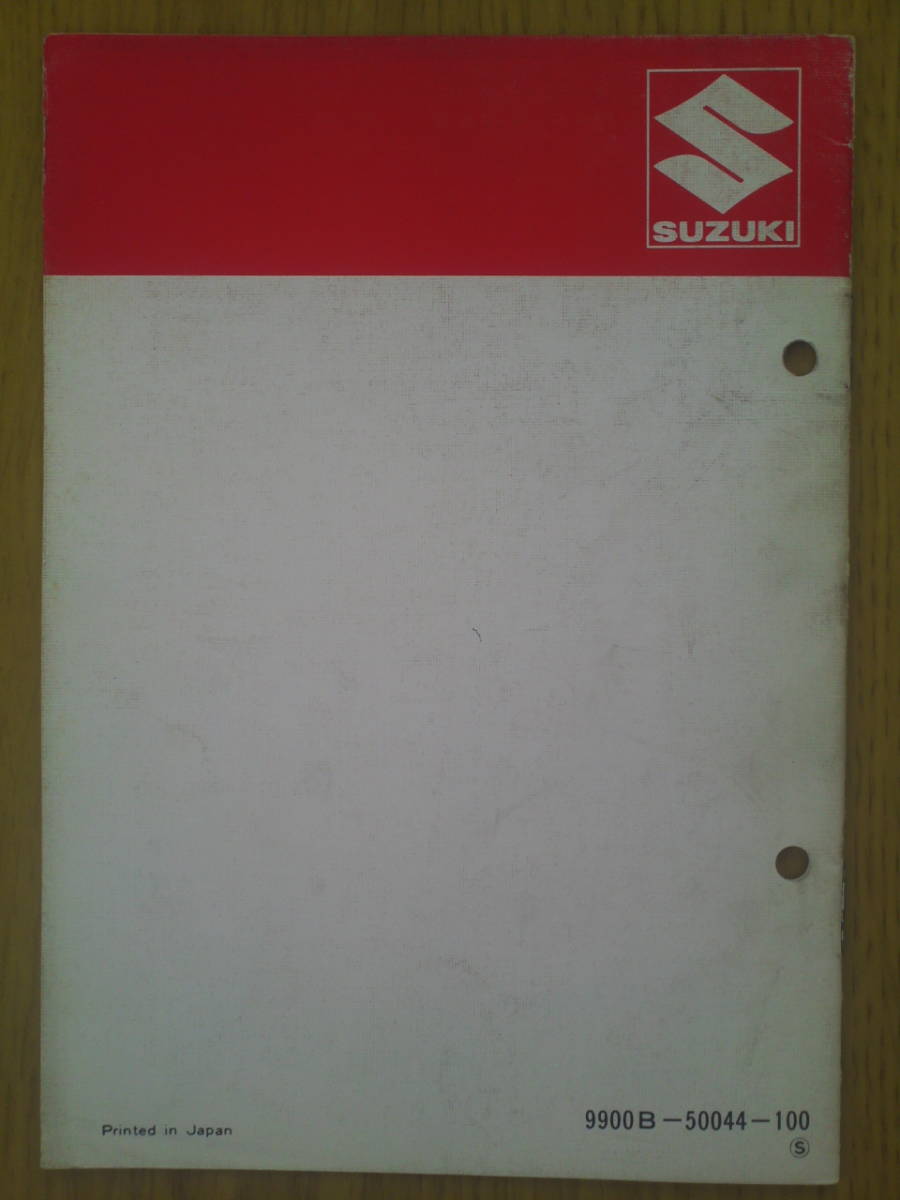 SUZUKI
Printed in Japan
9900B-50044-100
Ⓢ